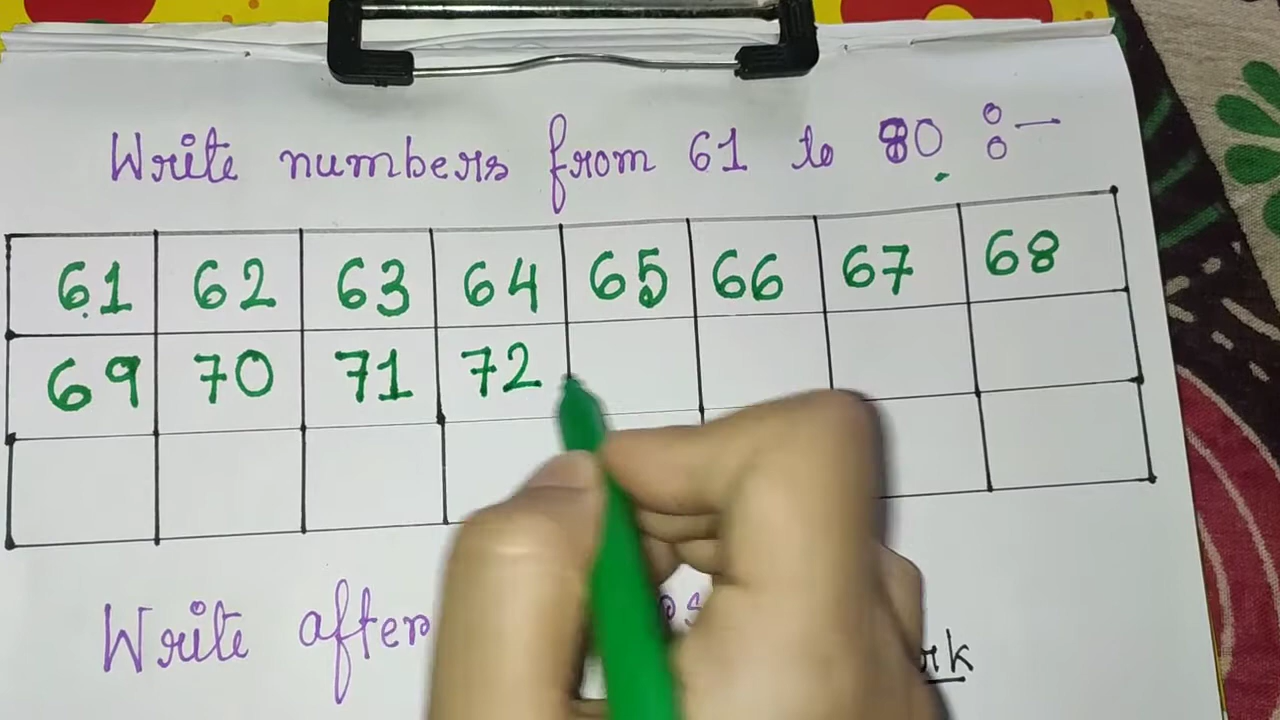 Write numbers from 61 to 80 :-
61 62 63 64 65 66 67 68
69 70 71 72
Write after